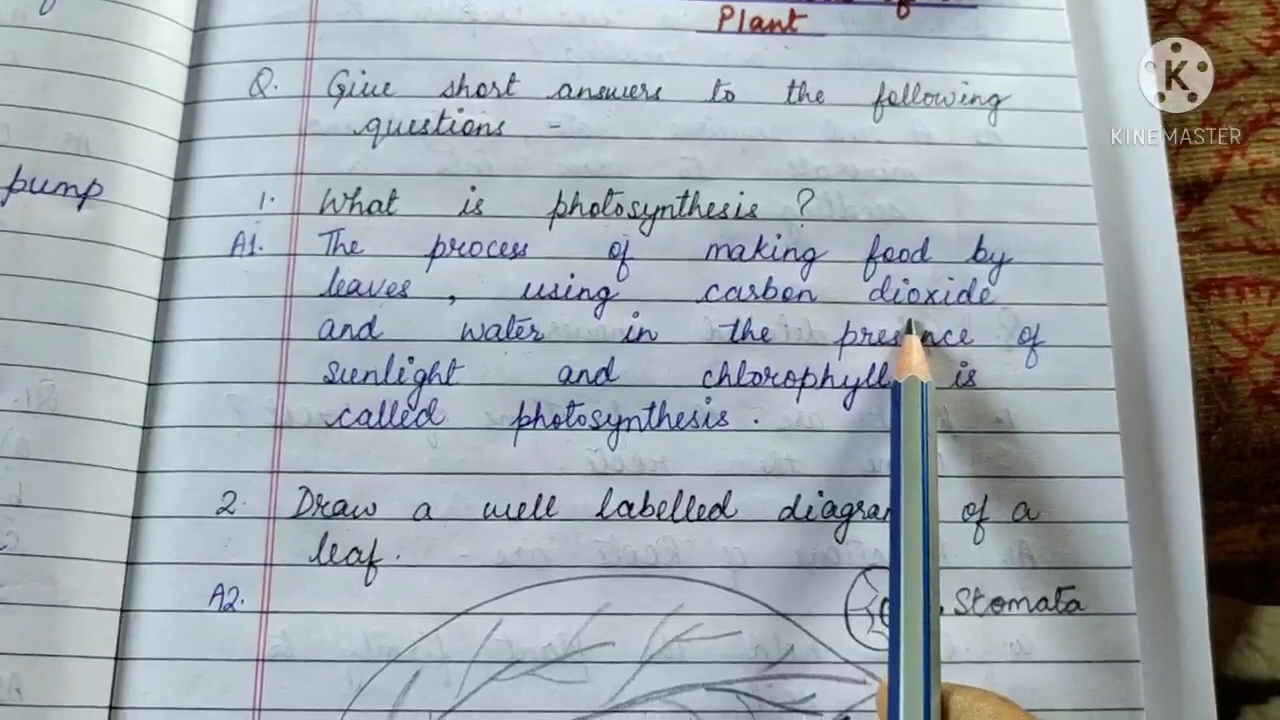 Plant
Q. Give short answers to the following
questions -
pump
1. What is photosynthesis ?
A1. The process of making food by
leaves, using carbon dioxide
and water in the presence of
sunlight and chlorophyll is
called photosynthesis.
2. Draw a well labelled diagram of a
leaf.
A2.
Stomata
K
KINEMASTER